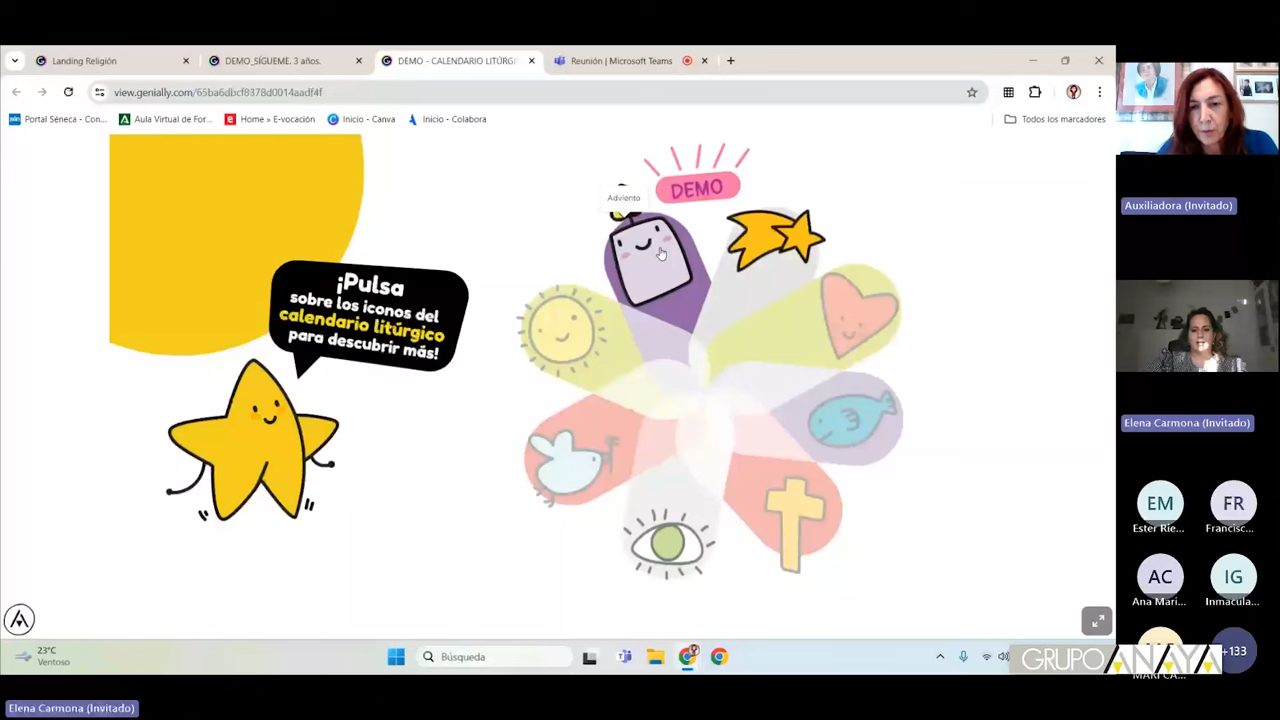 Landing Religión
DEMO_SÍGUEME. 3 años.
DEMO - CALENDARIO LITÚRGI
Reunión | Microsoft Teams
view.genially.com/65ba6dbcf8378d0014aadf4f
Portal Séneca - Con...
Aula Virtual de For...
Home » E-vocación
Inicio - Canva
Inicio - Colabora
Todos los marcadores
DEMO
Adviento
¡Pulsa
sobre los iconos del
calendario litúrgico
para descubrir más!
Auxiliadora (Invitado)
Elena Carmona (Invitado)
EM
FR
Ester Rie...
Francisc...
AC
IG
Ana Mari...
Inmacula...
+133
23°C
Ventoso
Búsqueda
GRUPO ANAYA
Elena Carmona (Invitado)